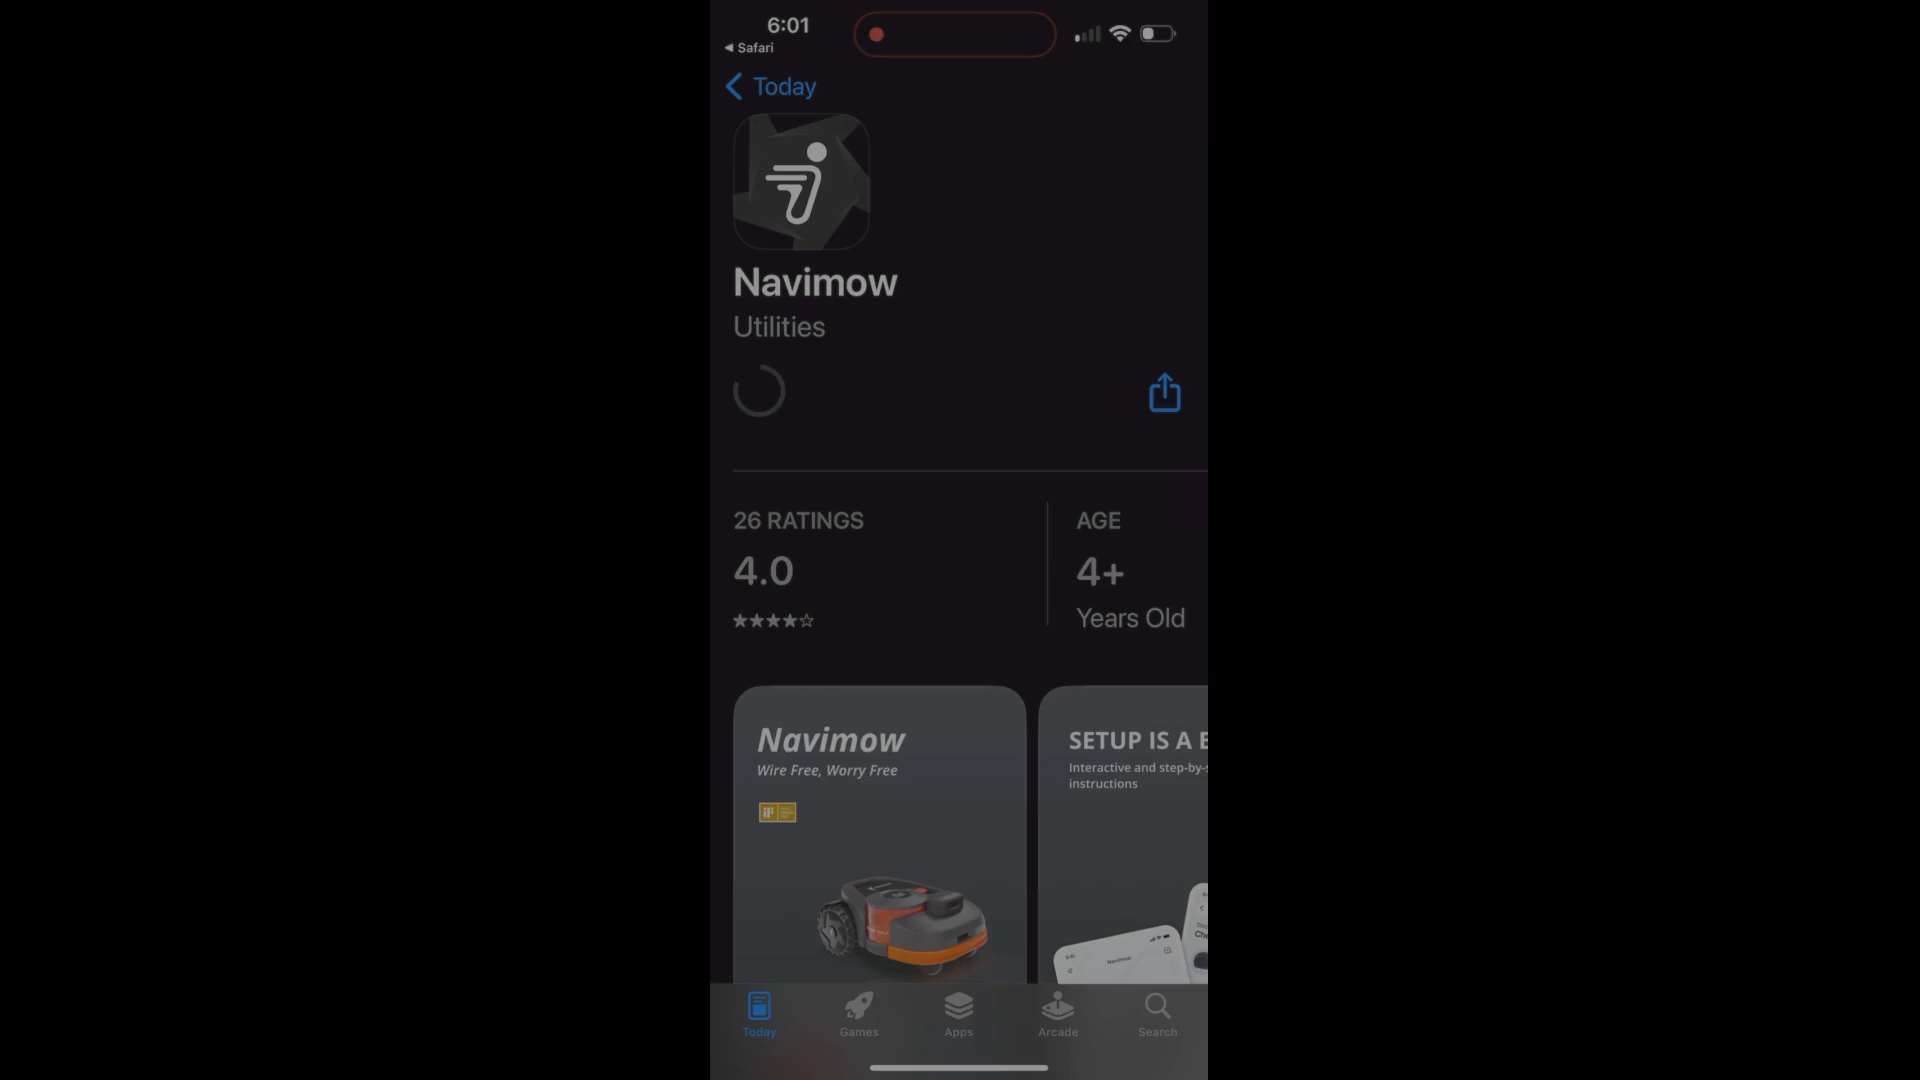 6:01
Safari
Today
Navimow
Utilities
26 RATINGS
AGE
4.0
4+
Years Old
Navimow
Wire Free, Worry Free
SETUP IS A
Interactive and step-by-
instructions
Navimow
Today
Games
Apps
Arcade
Search